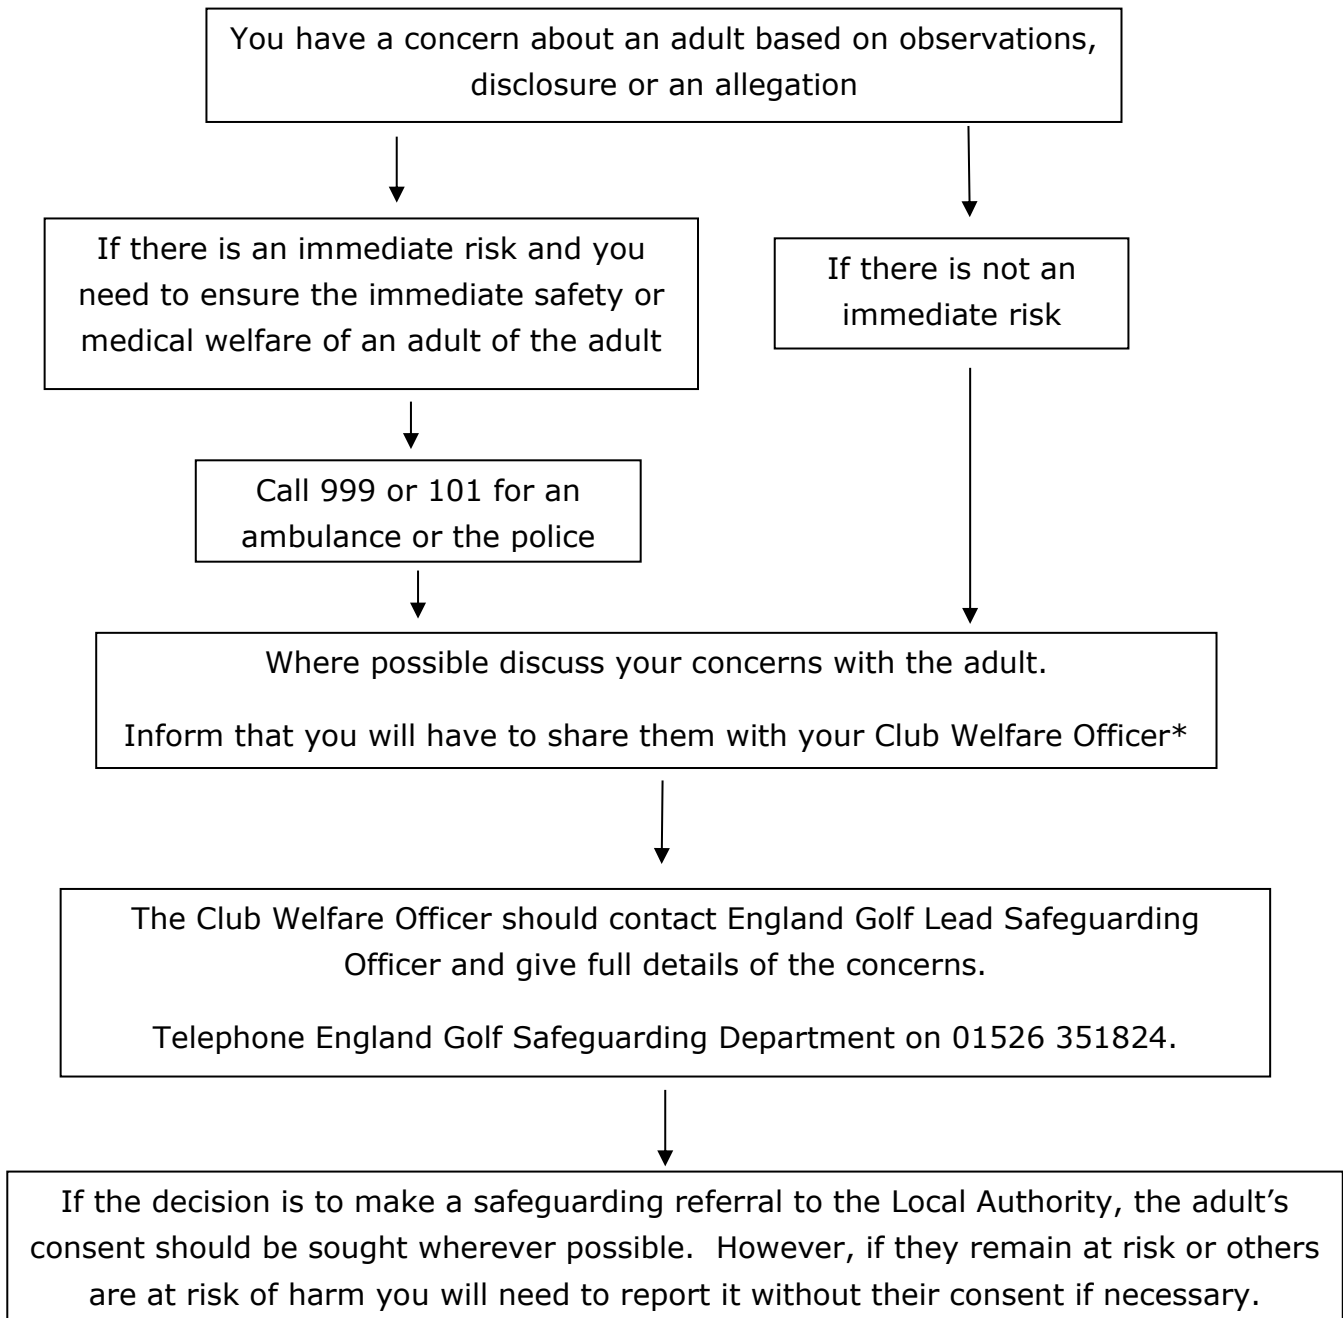 You have a concern about an adult based on observations,
disclosure or an allegation
If there is an immediate risk and you
need to ensure the immediate safety or
medical welfare of an adult of the adult
If there is not an
immediate risk
Call 999 or 101 for an
ambulance or the police
Where possible discuss your concerns with the adult.
Inform that you will have to share them with your Club Welfare Officer*
The Club Welfare Officer should contact England Golf Lead Safeguarding
Officer and give full details of the concerns.
Telephone England Golf Safeguarding Department on 01526 351824.
If the decision is to make a safeguarding referral to the Local Authority, the adult’s
consent should be sought wherever possible.  However, if they remain at risk or others
are at risk of harm you will need to report it without their consent if necessary.